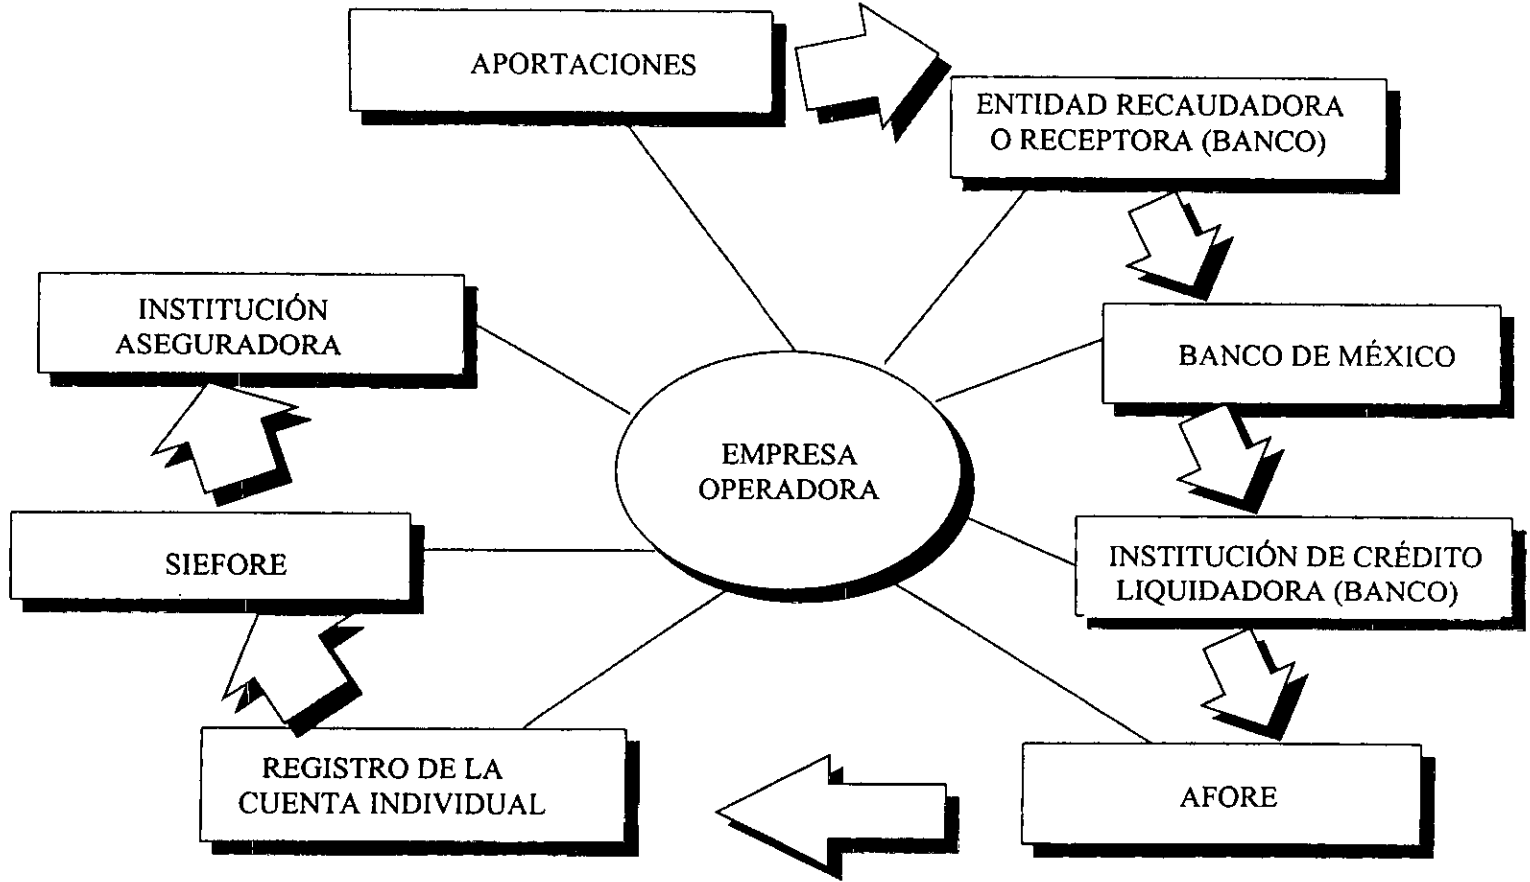 APORTACIONES
ENTIDAD RECAUDADORA
O RECEPTORA (BANCO)
INSTITUCIÓN
ASEGURADORA
BANCO DE MÉXICO
EMPRESA
OPERADORA
SIEFORE
INSTITUCIÓN DE CRÉDITO
LIQUIDADORA (BANCO)
REGISTRO DE LA
CUENTA INDIVIDUAL
AFORE